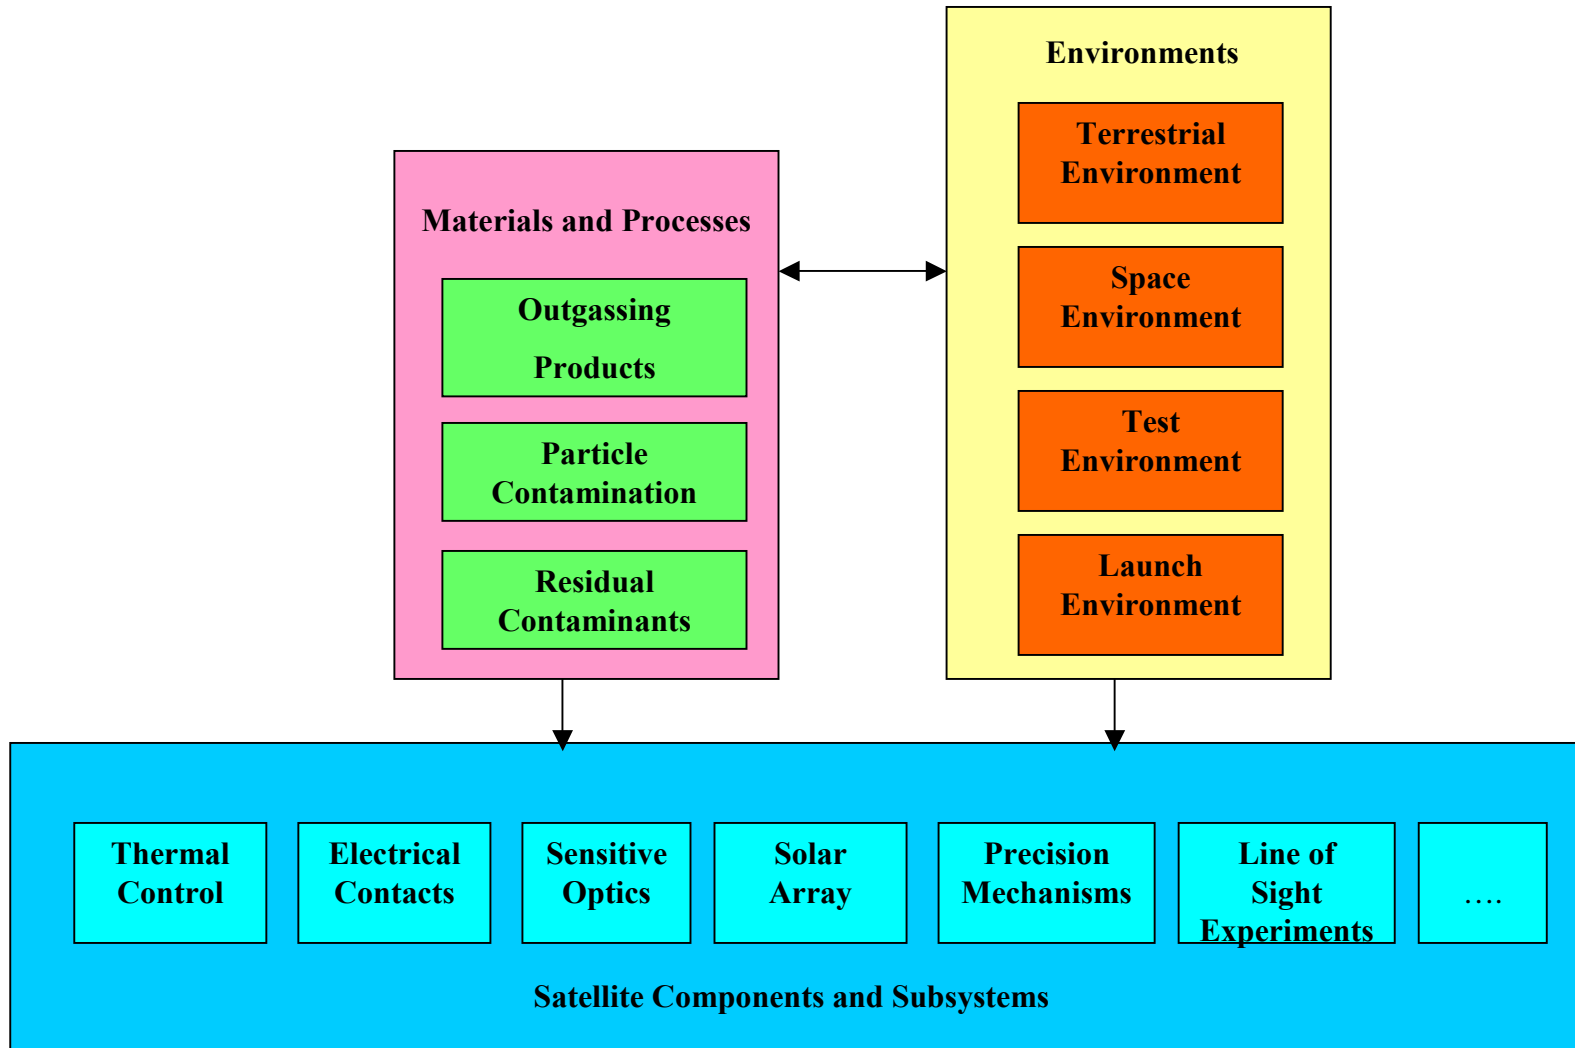 Environments
Terrestrial
Environment
Space
Environment
Test
Environment
Launch
Environment
Materials and Processes
Outgassing
Products
Particle
Contamination
Residual
Contaminants
Thermal
Control
Electrical
Contacts
Sensitive
Optics
Solar
Array
Precision
Mechanisms
Line of
Sight
Experiments
….
Satellite Components and Subsystems